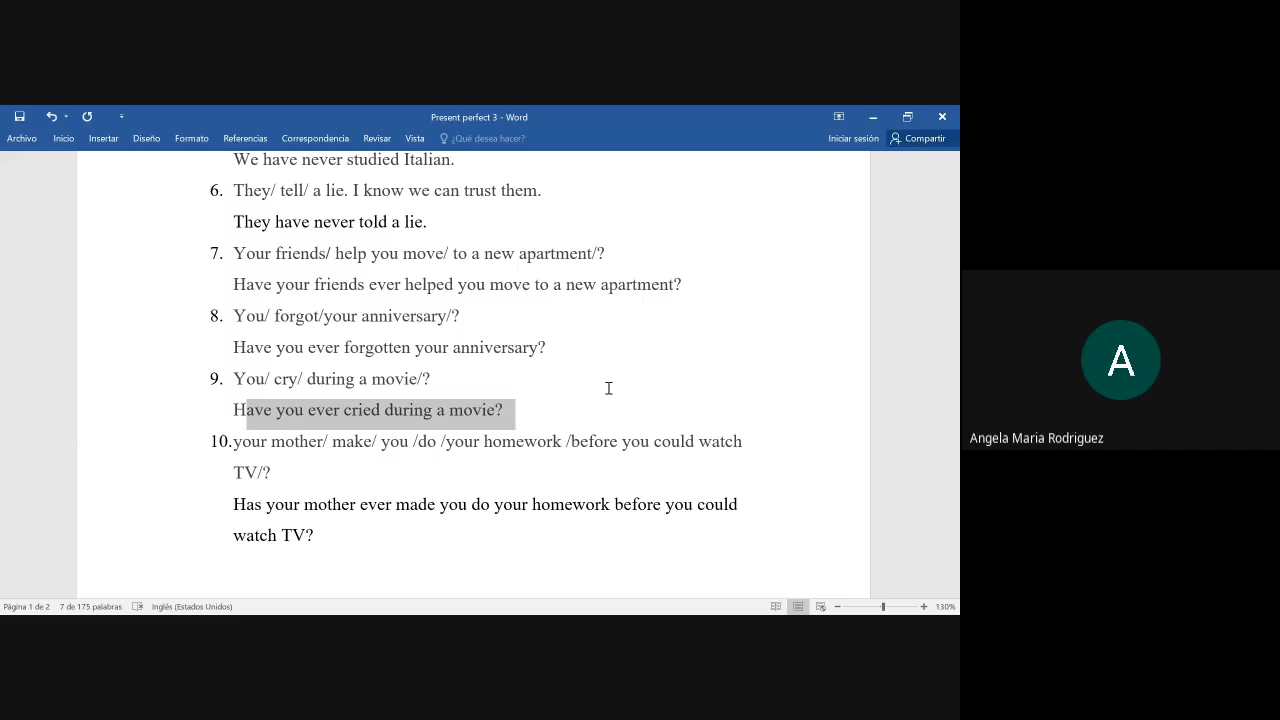 Present perfect 3 - Word
Archivo Inicio Insertar Diseño Formato Referencias Correspondencia Revisar Vista ¿Qué desea hacer? Iniciar sesión Compartir
We have never studied Italian.
6. They/ tell/ a lie. I know we can trust them.
They have never told a lie.
7. Your friends/ help you move/ to a new apartment/?
Have your friends ever helped you move to a new apartment?
8. You/ forgot/your anniversary/?
Have you ever forgotten your anniversary?
9. You/ cry/ during a movie/?
Have you ever cried during a movie?
10. your mother/ make/ you /do /your homework /before you could watch
TV/?
Has your mother ever made you do your homework before you could
watch TV?
Página 1 de 2 7 de 175 palabras Inglés (Estados Unidos) 130%
A
Angela Maria Rodriguez